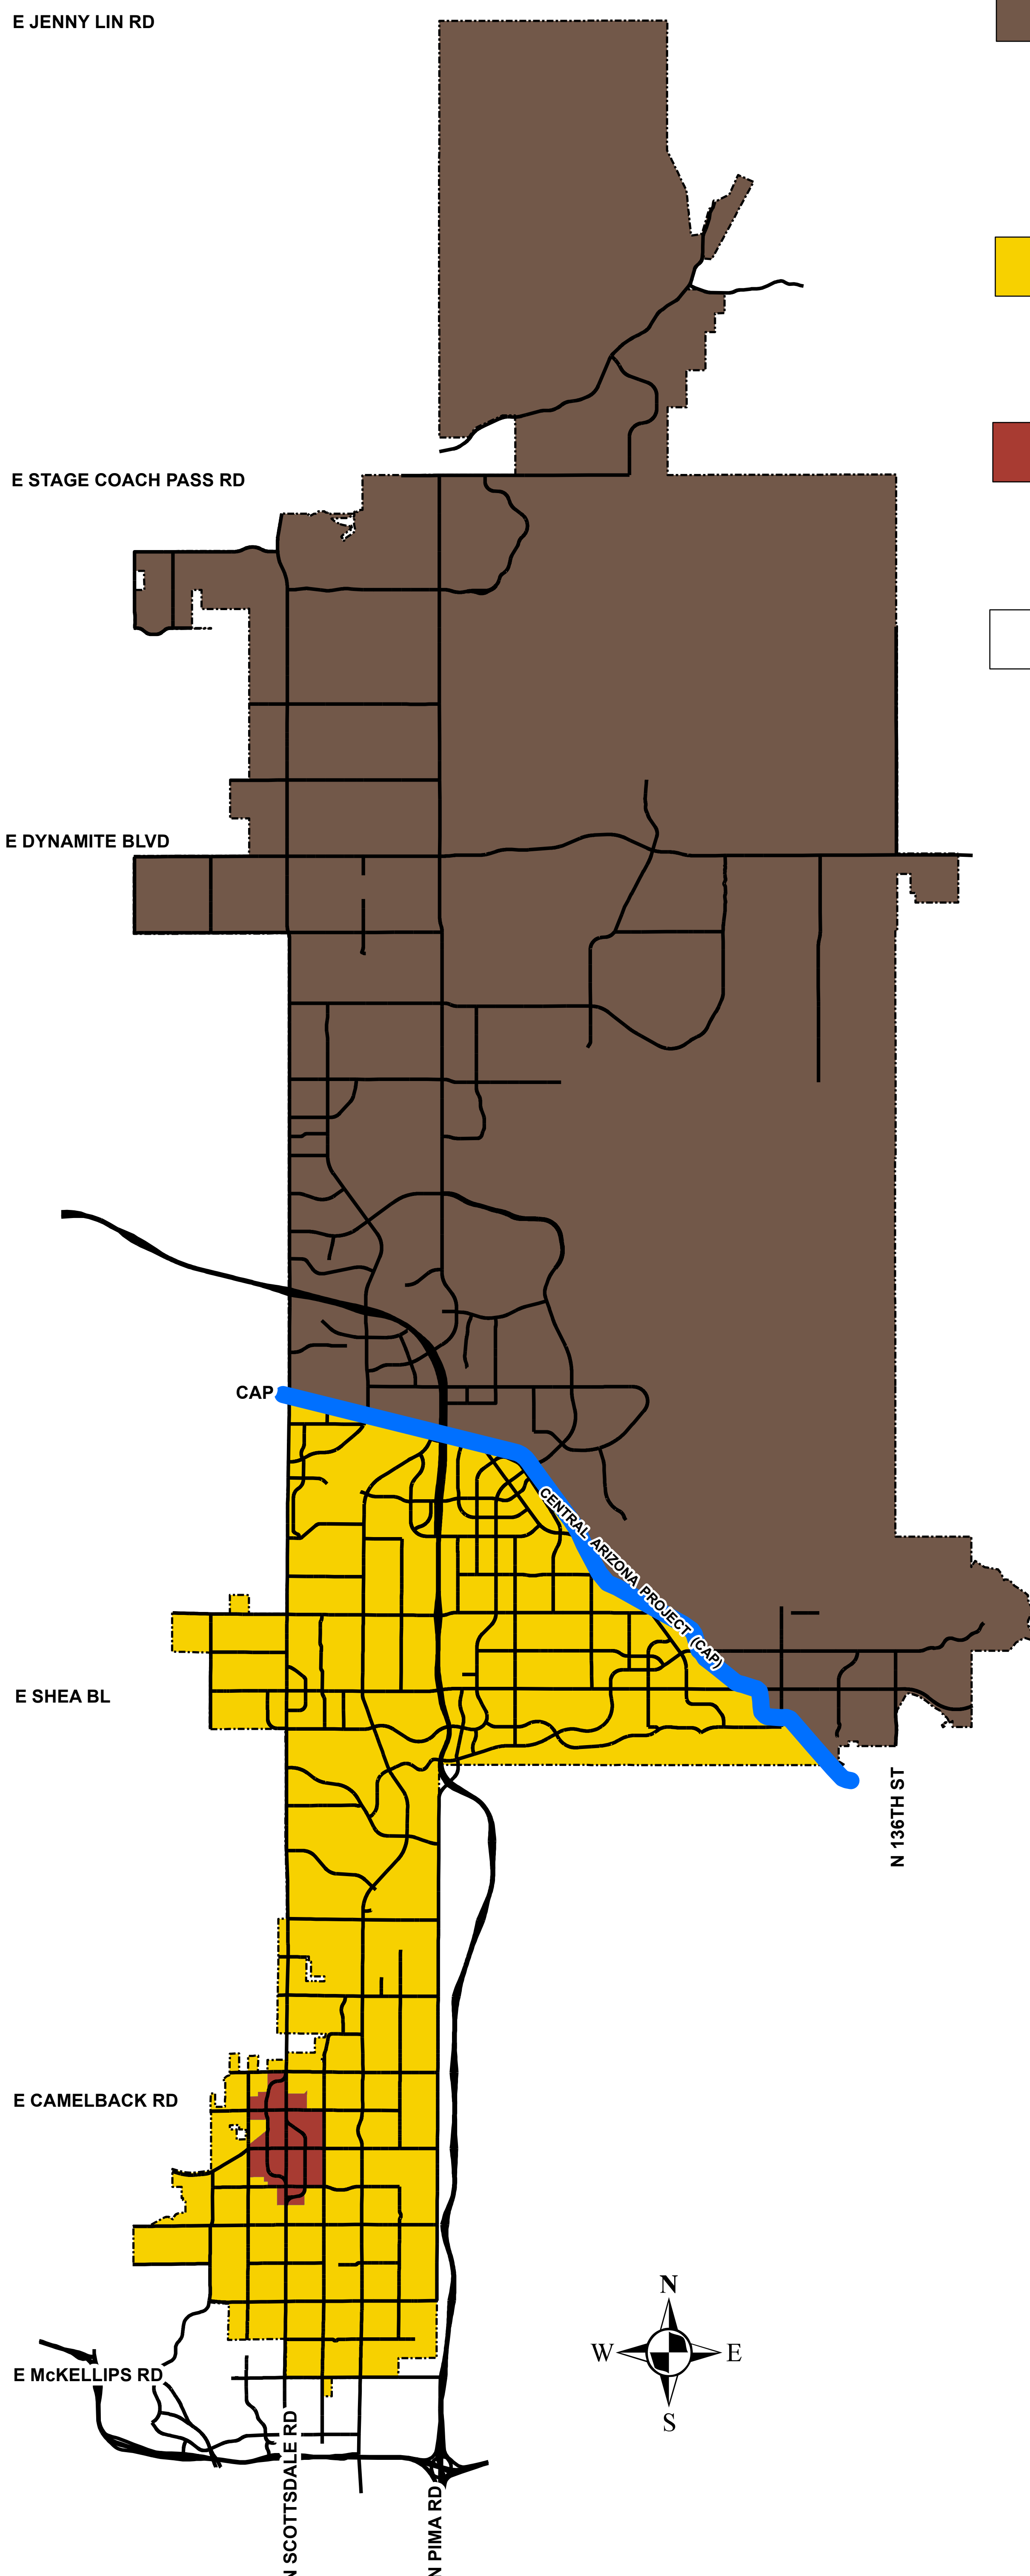 E JENNY LIN RD
E STAGE COACH PASS RD
E DYNAMITE BLVD
CAP
CENTRAL ARIZONA PROJECT (CAP)
E SHEA BL
N 136TH ST
E CAMELBACK RD
N
W E
S
E McKELLIPS RD
N SCOTTSDALE RD
N PIMA RD